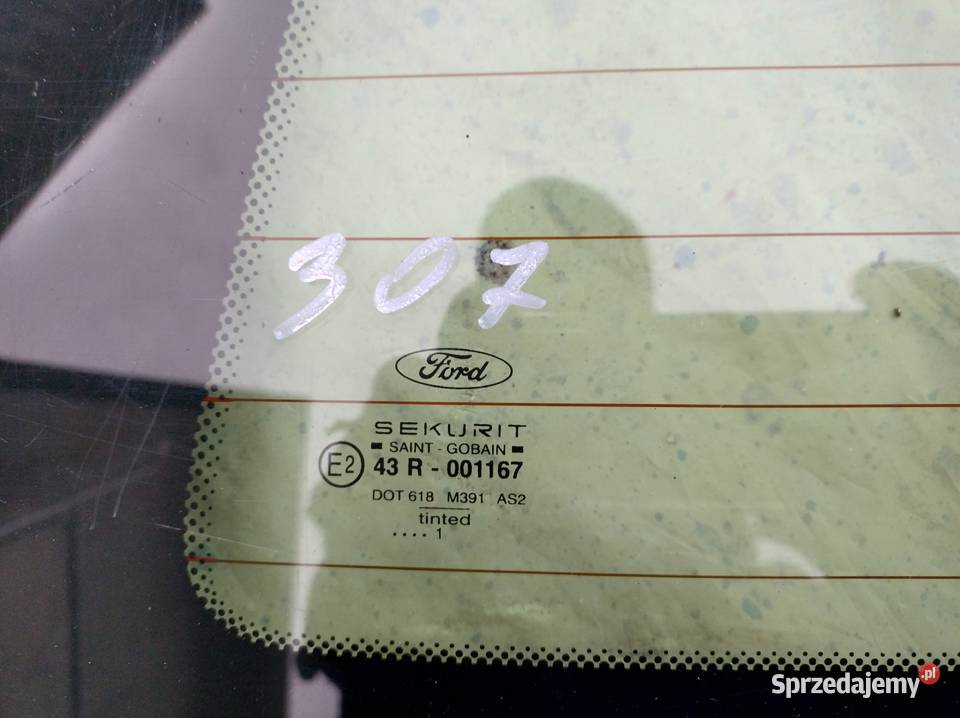 307
Ford
SEKURIT
SAINT - GOBAIN
E2 43 R - 001167
DOT 618 M391 AS2
tinted
.... 1
Sprzedajemy.pl